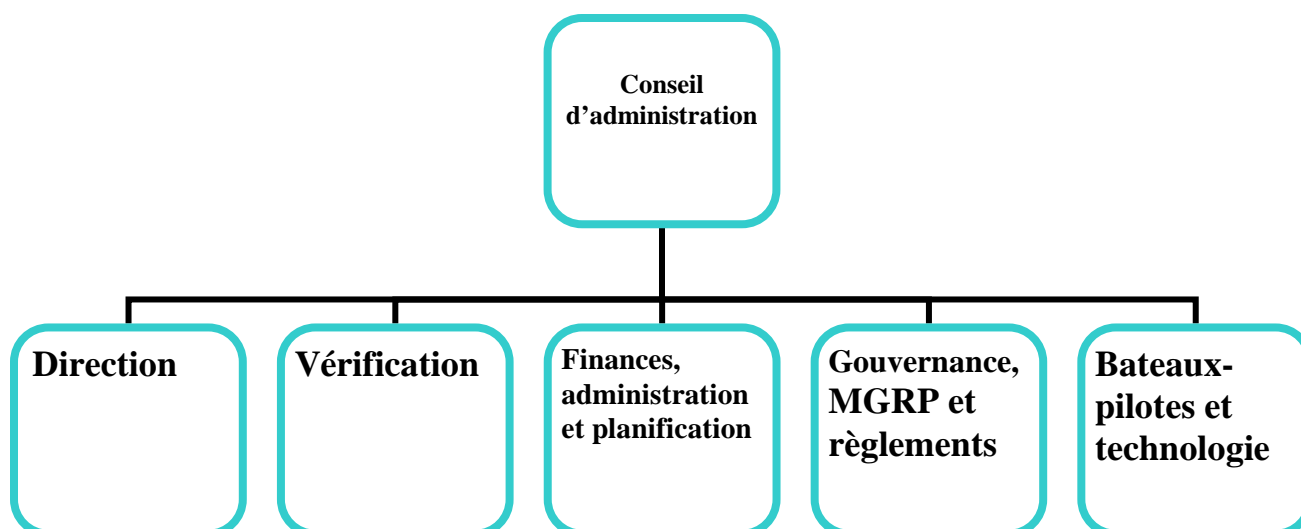 Conseil
d’administration
Direction
Vérification
Finances,
administration
et planification
Gouvernance,
MGRP et
règlements
Bateaux-
pilotes et
technologie